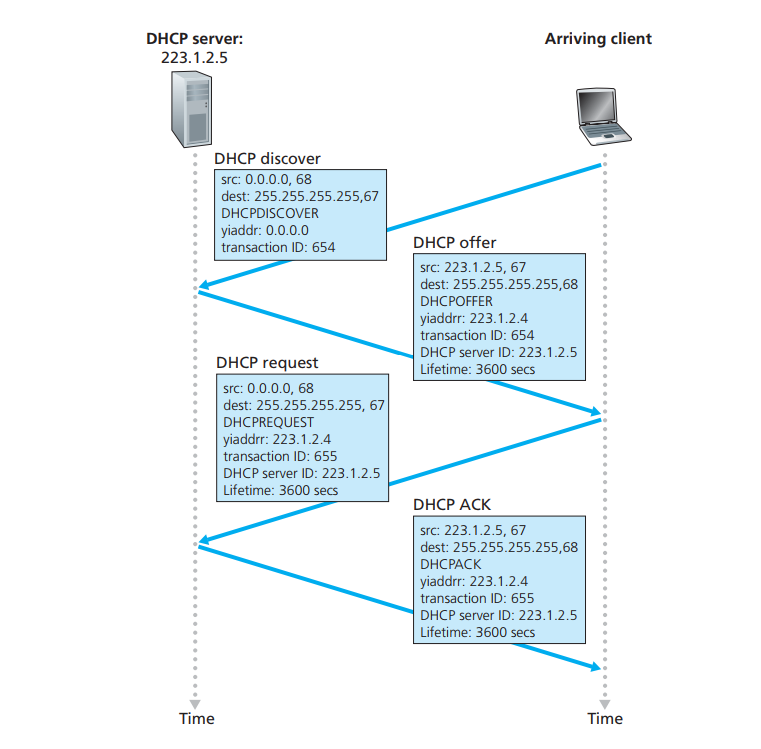 DHCP server:
223.1.2.5
Arriving client
DHCP discover
src: 0.0.0.0, 68
dest: 255.255.255.255,67
DHCPDISCOVER
yiaddr: 0.0.0.0
transaction ID: 654
DHCP offer
src: 223.1.2.5, 67
dest: 255.255.255.255,68
DHCPOFFER
yiaddrr: 223.1.2.4
transaction ID: 654
DHCP server ID: 223.1.2.5
Lifetime: 3600 secs
DHCP request
src: 0.0.0.0, 68
dest: 255.255.255.255, 67
DHCPREQUEST
yiaddrr: 223.1.2.4
transaction ID: 655
DHCP server ID: 223.1.2.5
Lifetime: 3600 secs
DHCP ACK
src: 223.1.2.5, 67
dest: 255.255.255.255,68
DHCPACK
yiaddrr: 223.1.2.4
transaction ID: 655
DHCP server ID: 223.1.2.5
Lifetime: 3600 secs
Time
Time